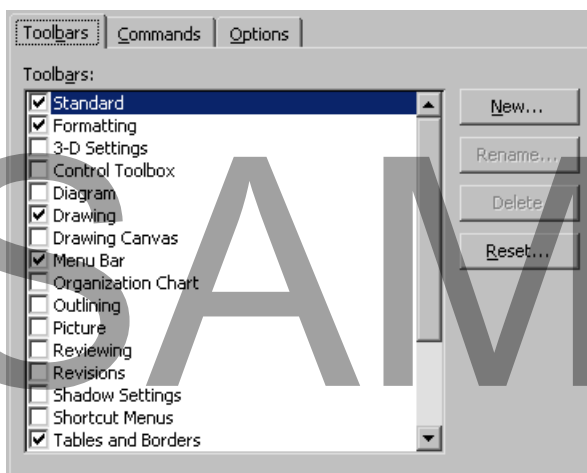 Toolbars Commands Options
Toolbars:
Standard
Formatting
3-D Settings
Control Toolbox
Diagram
Drawing
Drawing Canvas
Menu Bar
Organization Chart
Outlining
Picture
Reviewing
Revisions
Shadow Settings
Shortcut Menus
Tables and Borders
New...
Rename...
Delete
Reset...
SAM